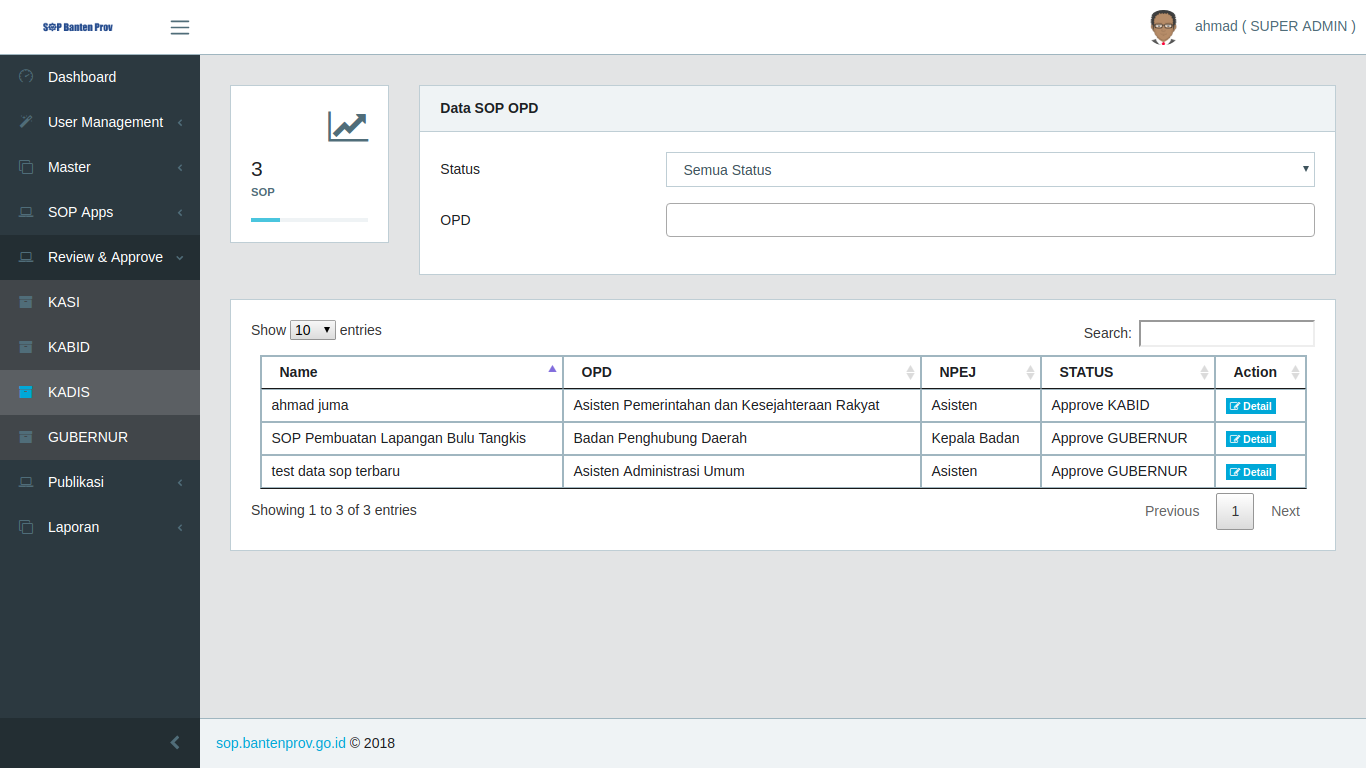 SOP Banten Prov
ahmad ( SUPER ADMIN )
Dashboard
User Management
Master
SOP Apps
Review & Approve
KASI
KABID
KADIS
GUBERNUR
Publikasi
Laporan
3
SOP
Data SOP OPD
Status Semua Status
OPD
Show 10 entries
Search:
Name OPD NPEJ STATUS Action
ahmad juma Asisten Pemerintahan dan Kesejahteraan Rakyat Asisten Approve KABID Detail
SOP Pembuatan Lapangan Bulu Tangkis Badan Penghubung Daerah Kepala Badan Approve GUBERNUR Detail
test data sop terbaru Asisten Administrasi Umum Asisten Approve GUBERNUR Detail
Showing 1 to 3 of 3 entries
Previous 1 Next
sop.bantenprov.go.id © 2018